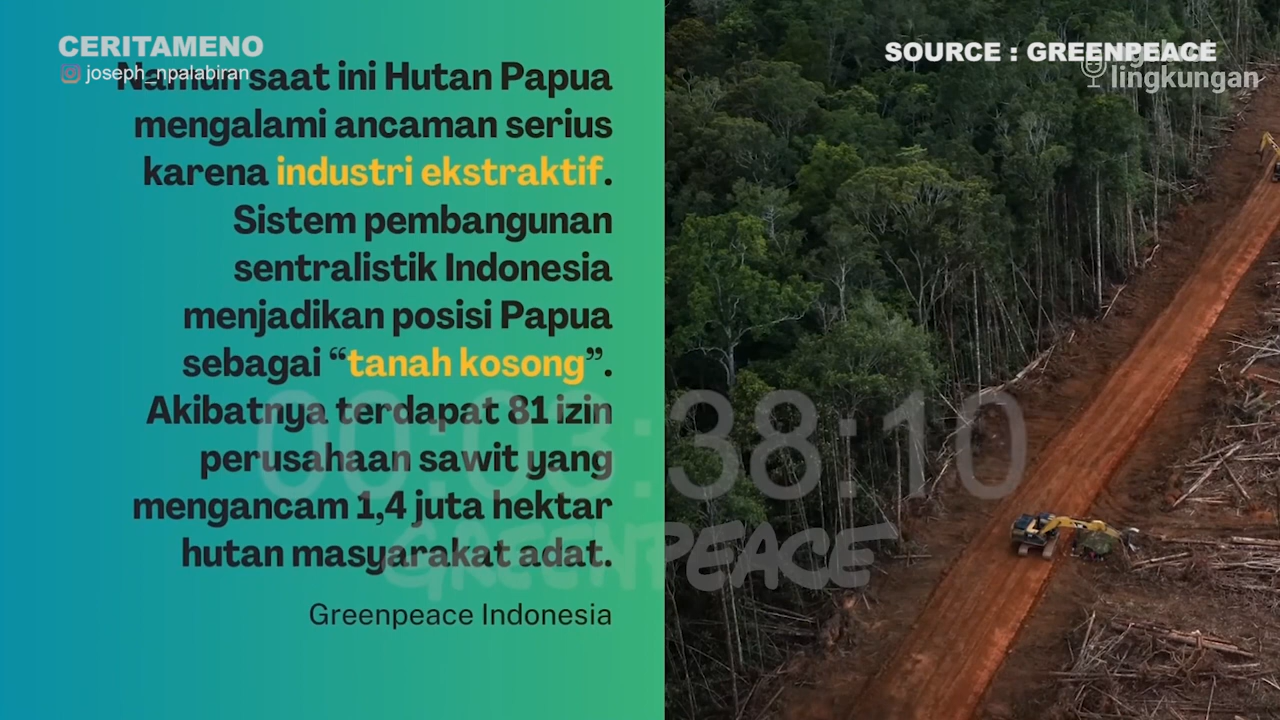 CERITAMENO
joseph_npalabiran
SOURCE : GREENPEACE
lingkungan
Namun saat ini Hutan Papua
mengalami ancaman serius
karena industri ekstraktif.
Sistem pembangunan
sentralistik Indonesia
menjadikan posisi Papua
sebagai “tanah kosong”.
Akibatnya terdapat 81 izin
perusahaan sawit yang
mengancam 1,4 juta hektar
hutan masyarakat adat.
Greenpeace Indonesia
00:03:38:10
GREENPEACE